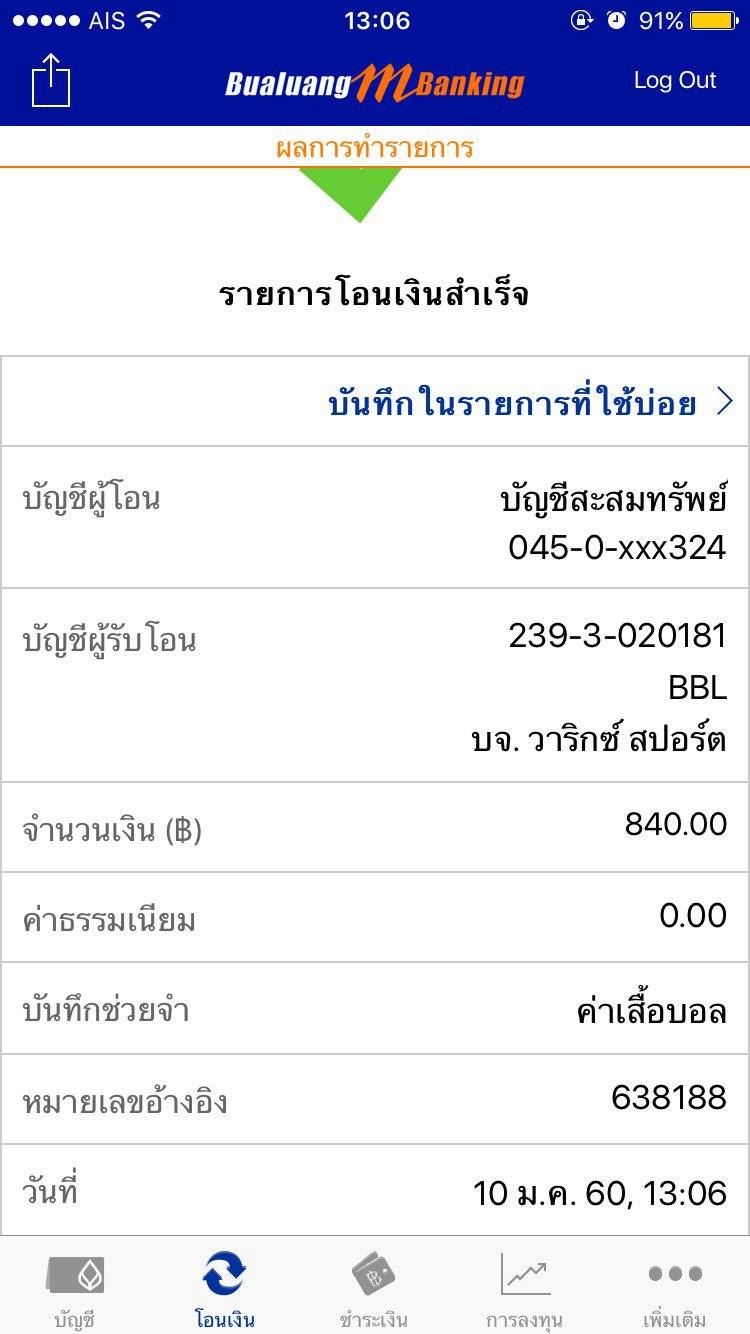 AIS 13:06 91%
Bualuang mBanking Log Out
ผลการทำรายการ
รายการโอนเงินสำเร็จ
บันทึกในรายการที่ใช้บ่อย
บัญชีผู้โอน บัญชีสะสมทรัพย์
045-0-xxx324
บัญชีผู้รับโอน 239-3-020181
BBL
บจ. วาริกซ์ สปอร์ต
จำนวนเงิน (฿) 840.00
ค่าธรรมเนียม 0.00
บันทึกช่วยจำ ค่าเสื้อบอล
หมายเลขอ้างอิง 638188
วันที่ 10 ม.ค. 60, 13:06
บัญชี โอนเงิน ชำระเงิน การลงทุน เพิ่มเติม